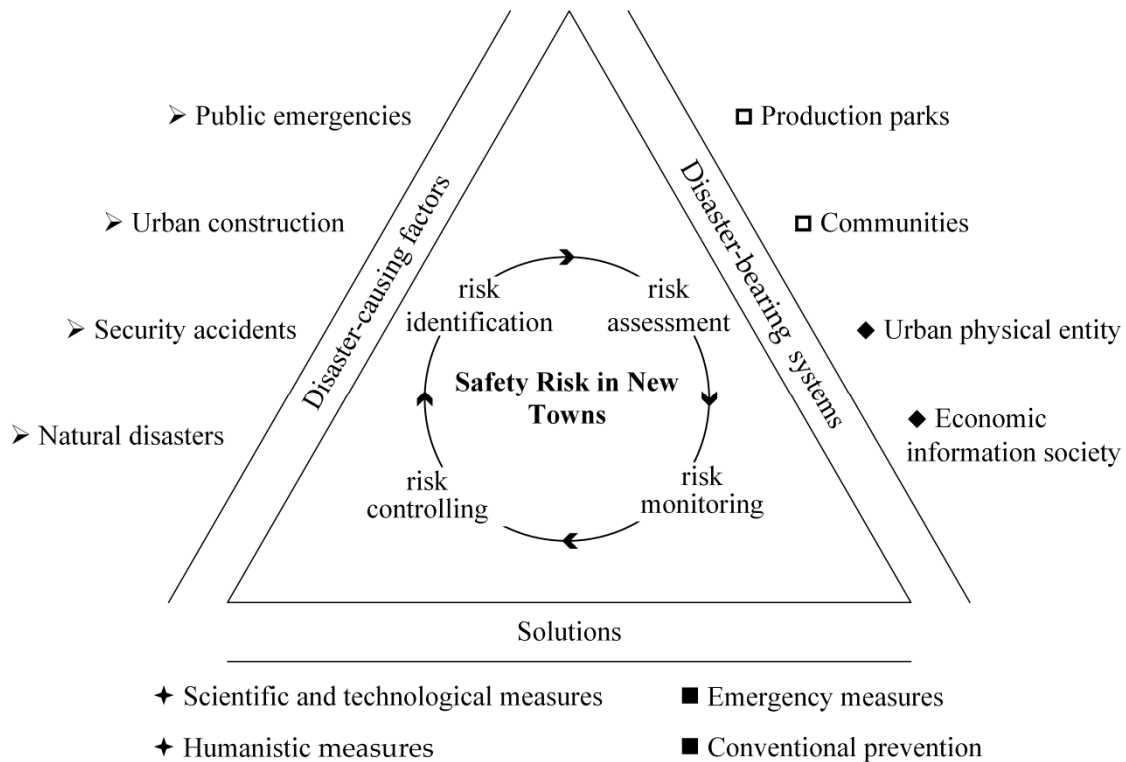 Public emergencies
Urban construction
Security accidents
Natural disasters
Disaster-causing factors
Production parks
Communities
Urban physical entity
Economic
information society
Disaster-bearing systems
risk
identification
risk
assessment
Safety Risk in New
Towns
risk
controlling
risk
monitoring
Solutions
Scientific and technological measures
Emergency measures
Humanistic measures
Conventional prevention